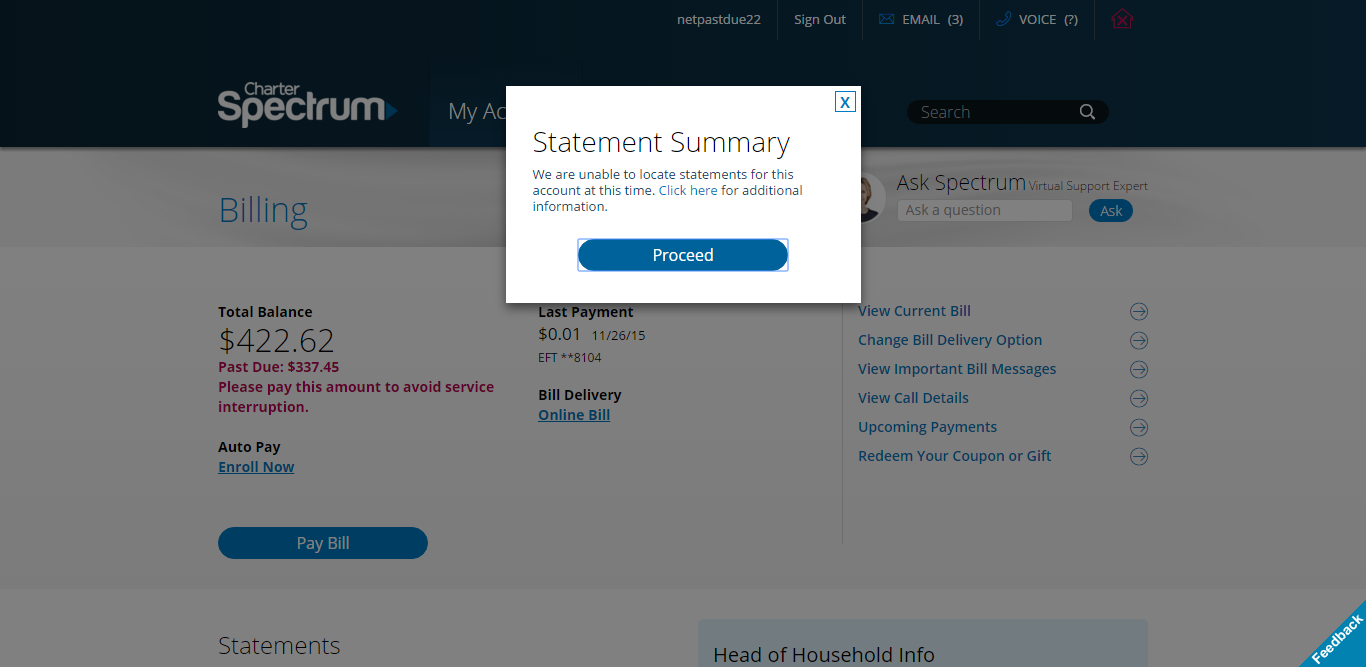 netpastdue22
Sign Out
EMAIL (3)
VOICE (?)
Charter
Spectrum
My Ac
Search
X
Statement Summary
We are unable to locate statements for this
account at this time. Click here for additional
information.
Proceed
Billing
Ask Spectrum Virtual Support Expert
Ask a question
Ask
Total Balance
$422.62
Past Due: $337.45
Please pay this amount to avoid service
interruption.
Auto Pay
Enroll Now
Pay Bill
Last Payment
$0.01 11/26/15
EFT **8104
Bill Delivery
Online Bill
View Current Bill
Change Bill Delivery Option
View Important Bill Messages
View Call Details
Upcoming Payments
Redeem Your Coupon or Gift
Statements
Head of Household Info
Feedback